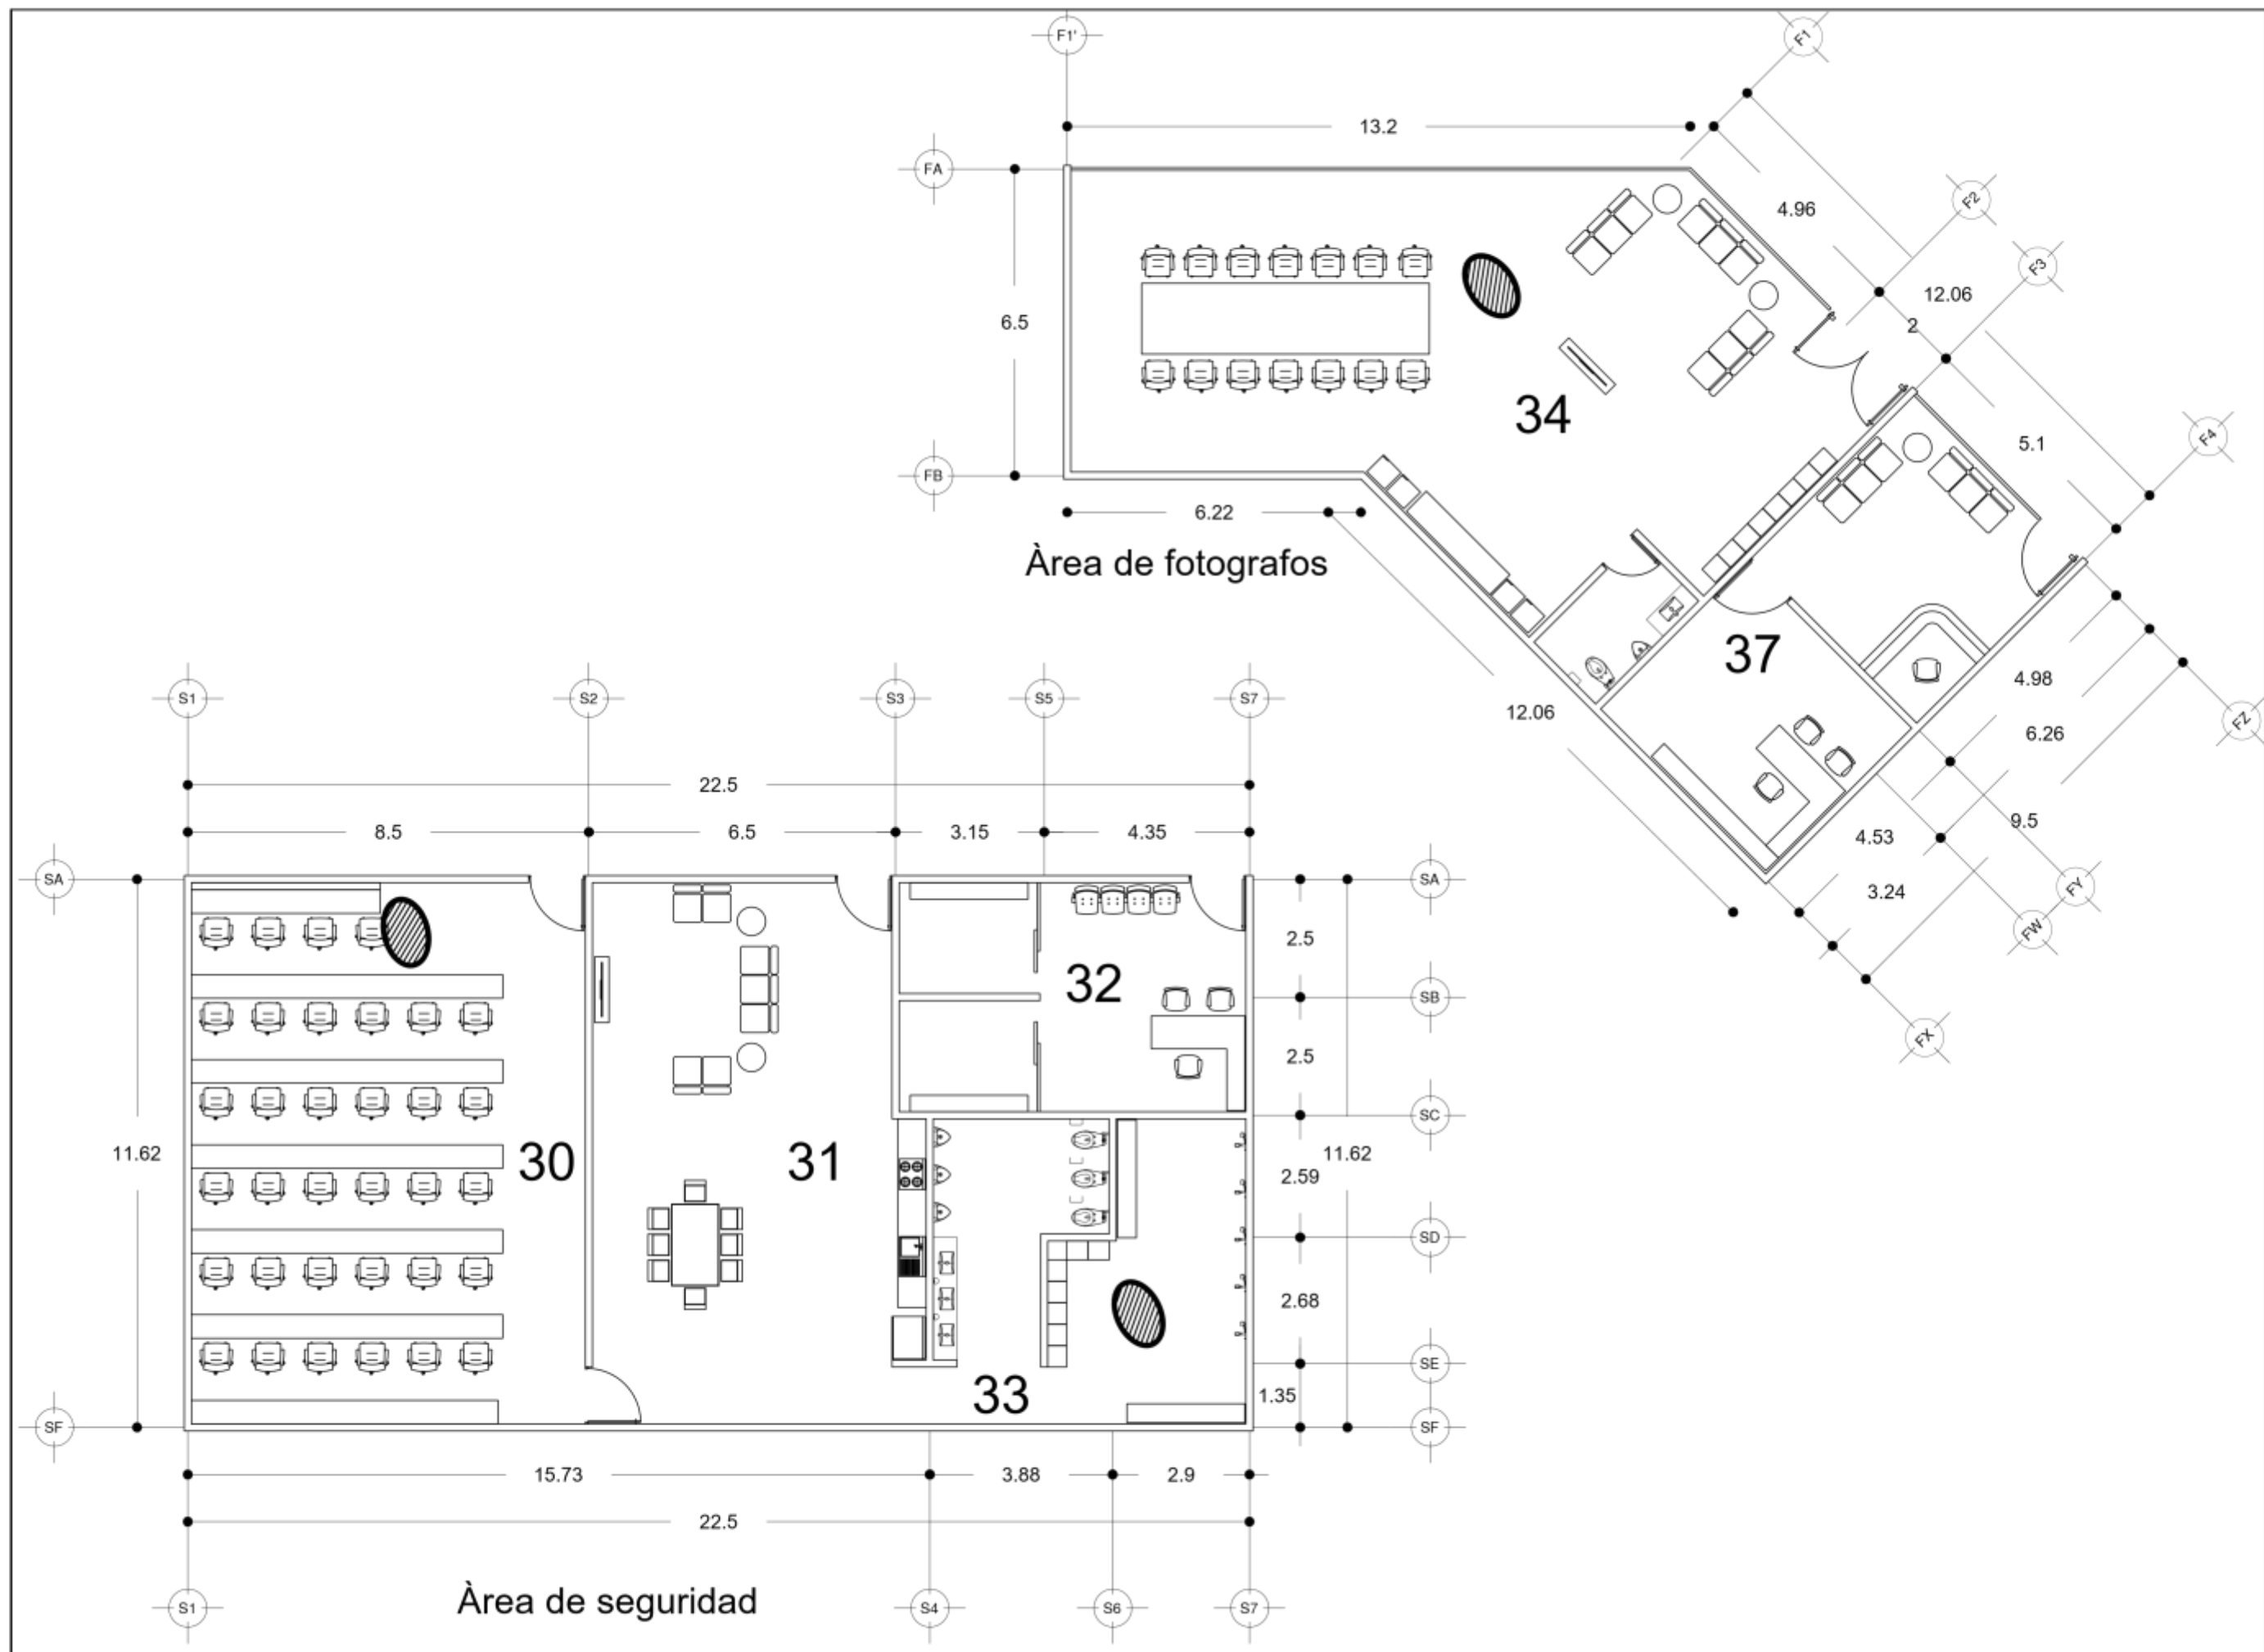 F1'
F1
13.2
FA
4.96
F2
F3
12.06
2
6.5
34
F4
5.1
FB
6.22
Àrea de fotografos
37
4.98
12.06
FZ
6.26
9.5
4.53
3.24
FY
FW
FX
S1
S2
S3
S5
S7
22.5
8.5
6.5
3.15
4.35
SA
SA
2.5
32
SB
2.5
SC
11.62
30
31
11.62
2.59
SD
2.68
SE
33
1.35
SF
SF
15.73
3.88
2.9
22.5
Àrea de seguridad
S1
S4
S6
S7